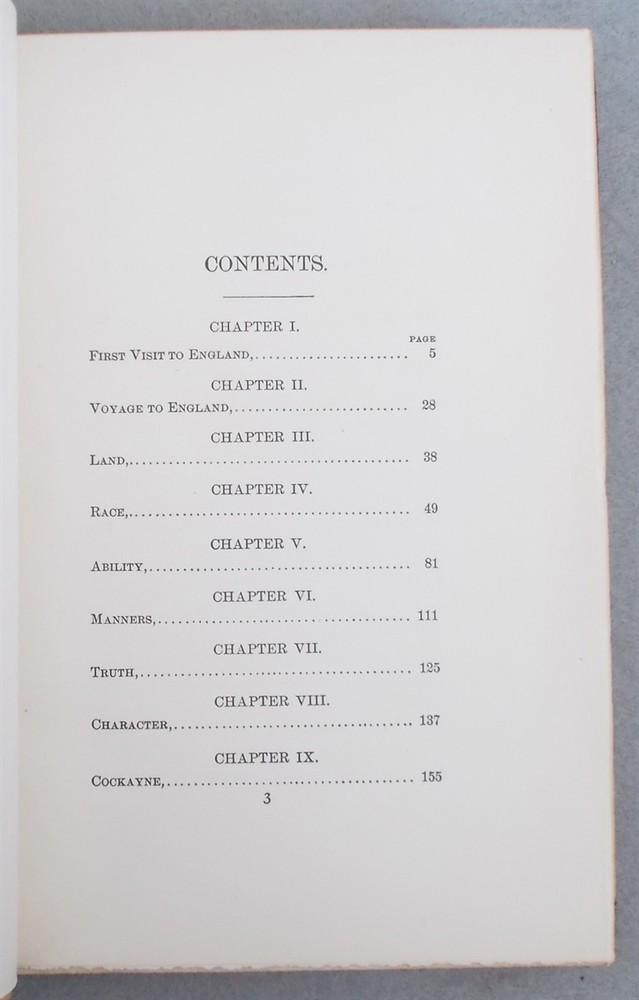 CONTENTS.
CHAPTER I.
PAGE
FIRST VISIT TO ENGLAND,....................... 5
CHAPTER II.
VOYAGE TO ENGLAND,.......................... 28
CHAPTER III.
LAND,.......................................... 38
CHAPTER IV.
RACE,.......................................... 49
CHAPTER V.
ABILITY,....................................... 81
CHAPTER VI.
MANNERS,...................................... 111
CHAPTER VII.
TRUTH,......................................... 125
CHAPTER VIII.
CHARACTER,.................................... 137
CHAPTER IX.
COCKAYNE,..................................... 155
3